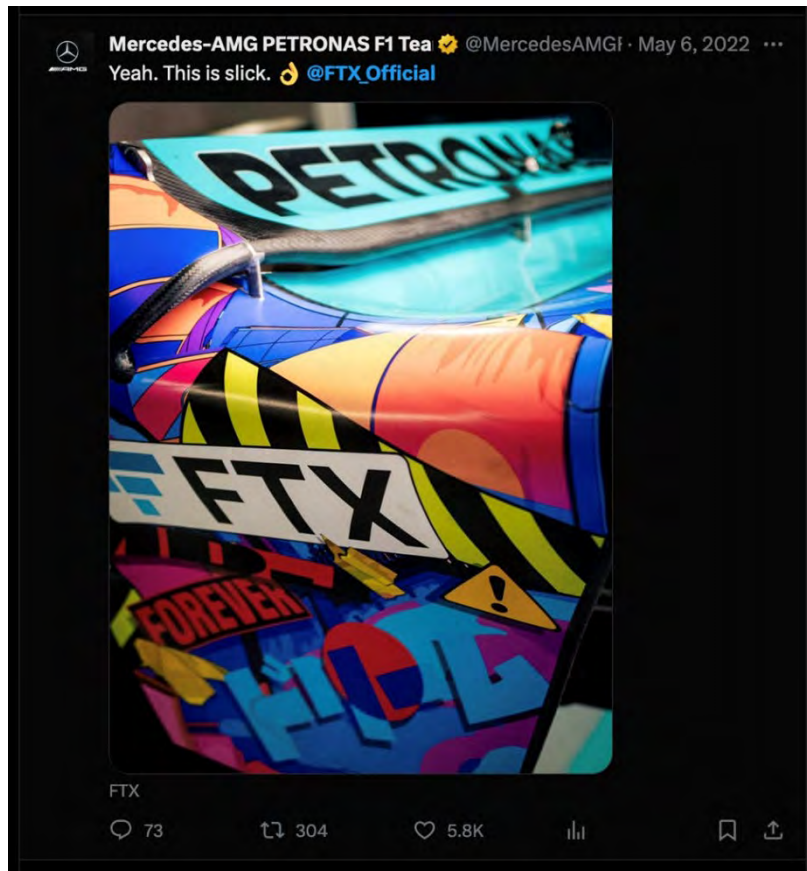 Mercedes-AMG PETRONAS F1 Tea @MercedesAMGF · May 6, 2022
AMG
Yeah. This is slick. 👌 @FTX_Official
PETRONAS
FTX
FOREVER
FTX
73 304 5.8K